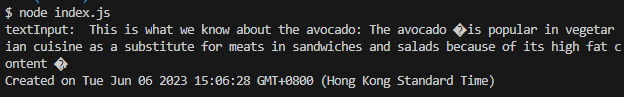 $ node index.js
textInput:  This is what we know about the avocado: The avocado �is popular in vegetar
ian cuisine as a substitute for meats in sandwiches and salads because of its high fat c
ontent �
Created on Tue Jun 06 2023 15:06:28 GMT+0800 (Hong Kong Standard Time)